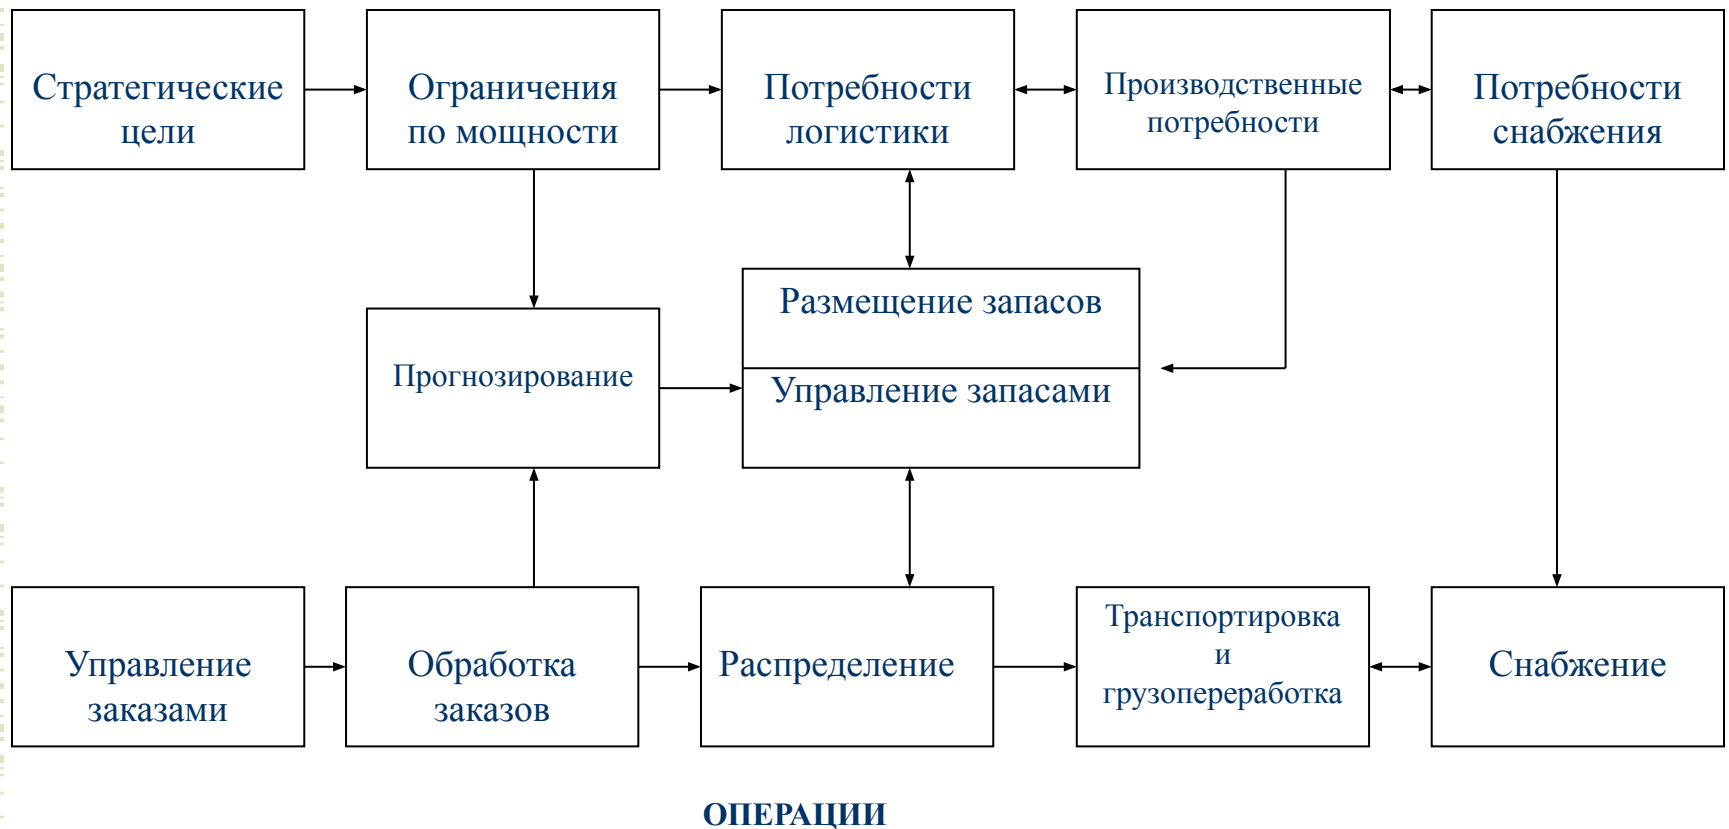 Стратегические
цели
Ограничения
по мощности
Потребности
логистики
Производственные
потребности
Потребности
снабжения
Прогнозирование
Размещение запасов
Управление запасами
Управление
заказами
Обработка
заказов
Распределение
Транспортировка
и
грузопереработка
Снабжение
ОПЕРАЦИИ